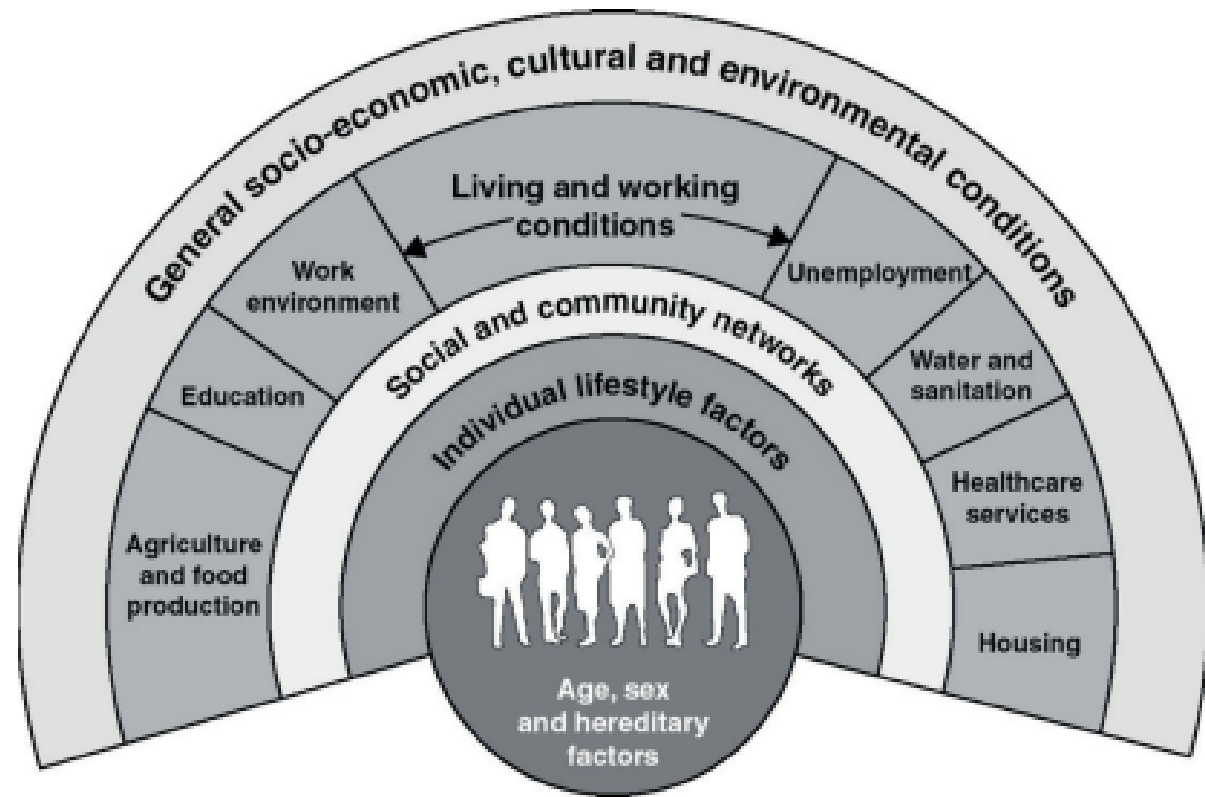 General socio-economic, cultural and environmental conditions
Living and working
conditions
Work
environment
Unemployment
Education
Water and
sanitation
Agriculture
and food
production
Healthcare
services
Housing
Social and community networks
Individual lifestyle factors
Age, sex
and hereditary
factors